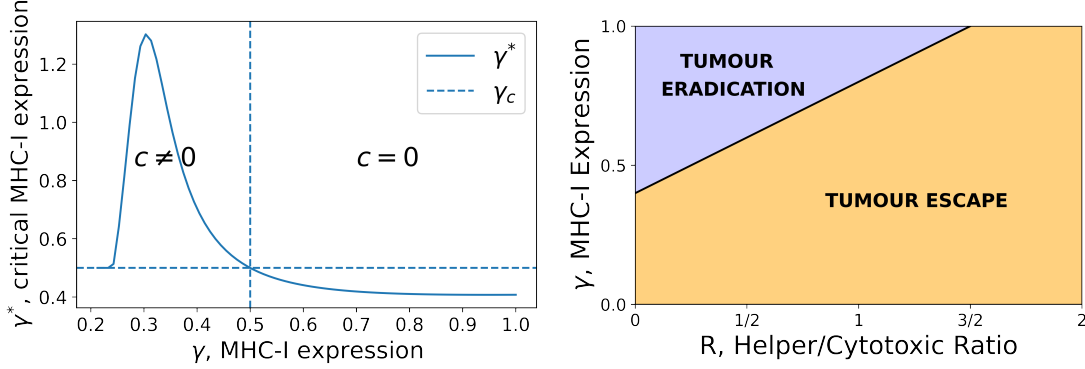 γ*, critical MHC-I expression
1.2
1.0
0.8
0.6
0.4
c ≠ 0
c = 0
γ*
γc
0.2 0.3 0.4 0.5 0.6 0.7 0.8 0.9 1.0
γ, MHC-I expression
γ, MHC-I Expression
1.0
0.5
0.0
TUMOUR
ERADICATION
TUMOUR ESCAPE
0 1/2 1 3/2 2
R, Helper/Cytotoxic Ratio